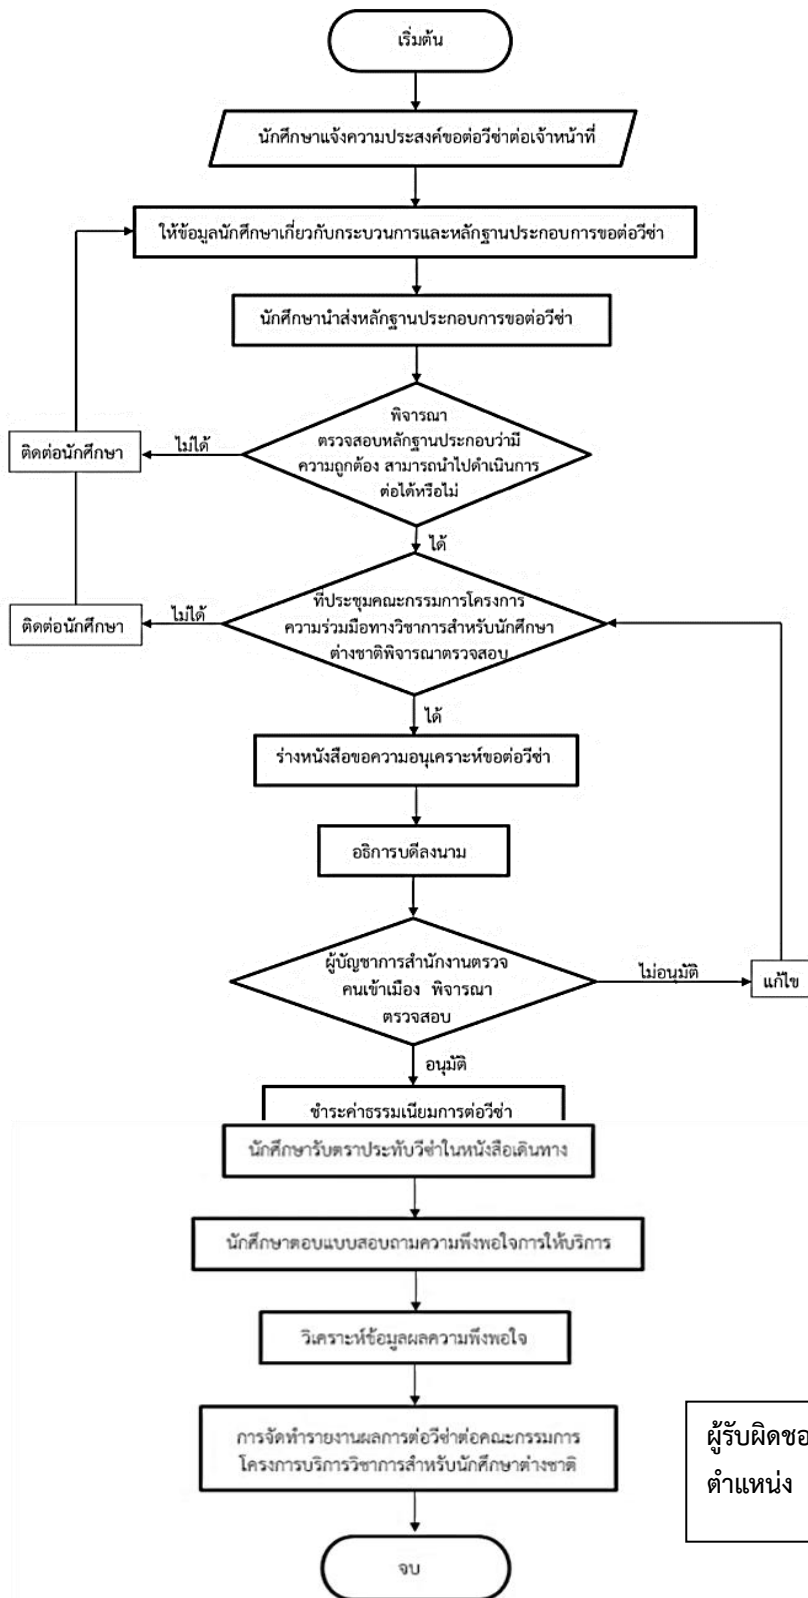 เริ่มต้น
นักศึกษาแจ้งความประสงค์ขอต่อวีซ่าต่อเจ้าหน้าที่
ให้ข้อมูลนักศึกษาเกี่ยวกับกระบวนการและหลักฐานประกอบการขอต่อวีซ่า
นักศึกษานำส่งหลักฐานประกอบการขอต่อวีซ่า
พิจารณา
ตรวจสอบหลักฐานประกอบว่ามี
ความถูกต้อง สามารถนำไปดำเนินการ
ต่อได้หรือไม่
ไม่ได้
ติดต่อนักศึกษา
ได้
ที่ประชุมคณะกรรมการโครงการ
ความร่วมมือทางวิชาการสำหรับนักศึกษา
ต่างชาติพิจารณาตรวจสอบ
ไม่ได้
ติดต่อนักศึกษา
ได้
ร่างหนังสือขอความอนุเคราะห์ขอต่อวีซ่า
อธิการบดีลงนาม
ผู้บัญชาการสำนักงานตรวจ
คนเข้าเมือง พิจารณา
ตรวจสอบ
ไม่อนุมัติ
แก้ไข
อนุมัติ
ชำระค่าธรรมเนียมการต่อวีซ่า
นักศึกษารับตราประทับวีซ่าในหนังสือเดินทาง
นักศึกษาตอบแบบสอบถามความพึงพอใจการให้บริการ
วิเคราะห์ข้อมูลผลความพึงพอใจ
การจัดทำรายงานผลการต่อวีซ่าต่อคณะกรรมการ
โครงการบริการวิชาการสำหรับนักศึกษาต่างชาติ
จบ
ผู้รับผิดชอ
ตำแหน่ง